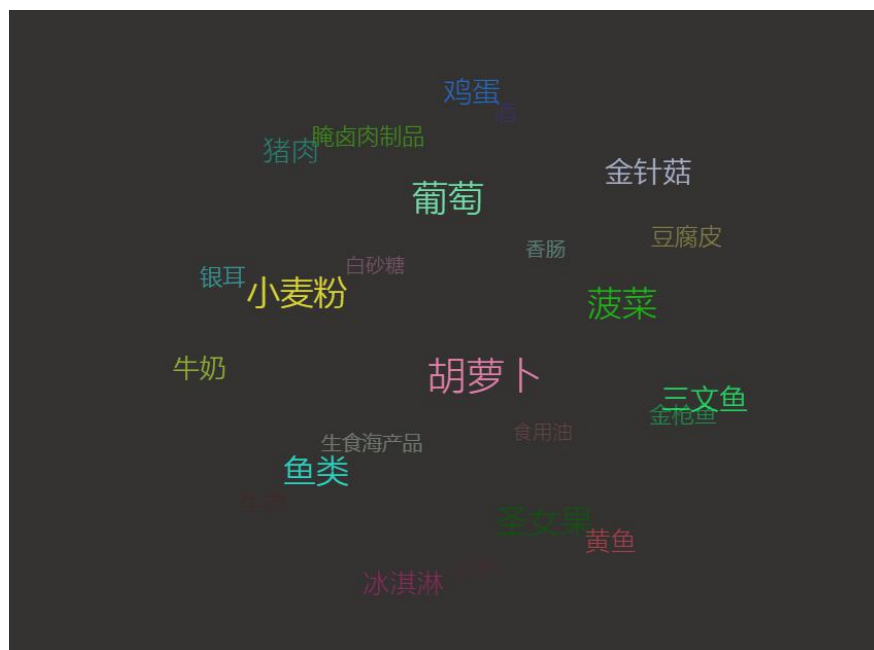 鸡蛋
腌卤肉制品
猪肉
金针菇
葡萄
豆腐皮
香肠
白砂糖
银耳
小麦粉
菠菜
牛奶
胡萝卜
三文鱼
金枪鱼
食用油
生食海产品
鱼类
圣女果
黄鱼
冰淇淋